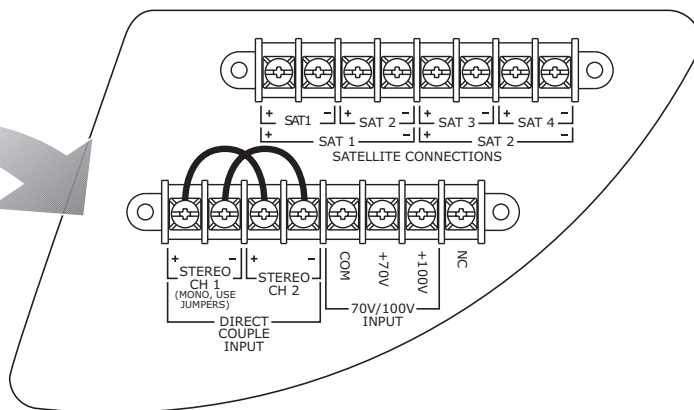 + SAT1 - + SAT 2 - + SAT 3 - + SAT 4 -
+ SAT 1 - + SAT 2 -
SATELLITE CONNECTIONS
+ - + -
STEREO CH 1
(MONO, USE JUMPERS)
STEREO CH 2
COM
+70V
+100V
NC
70V/100V
INPUT
DIRECT
COUPLE
INPUT